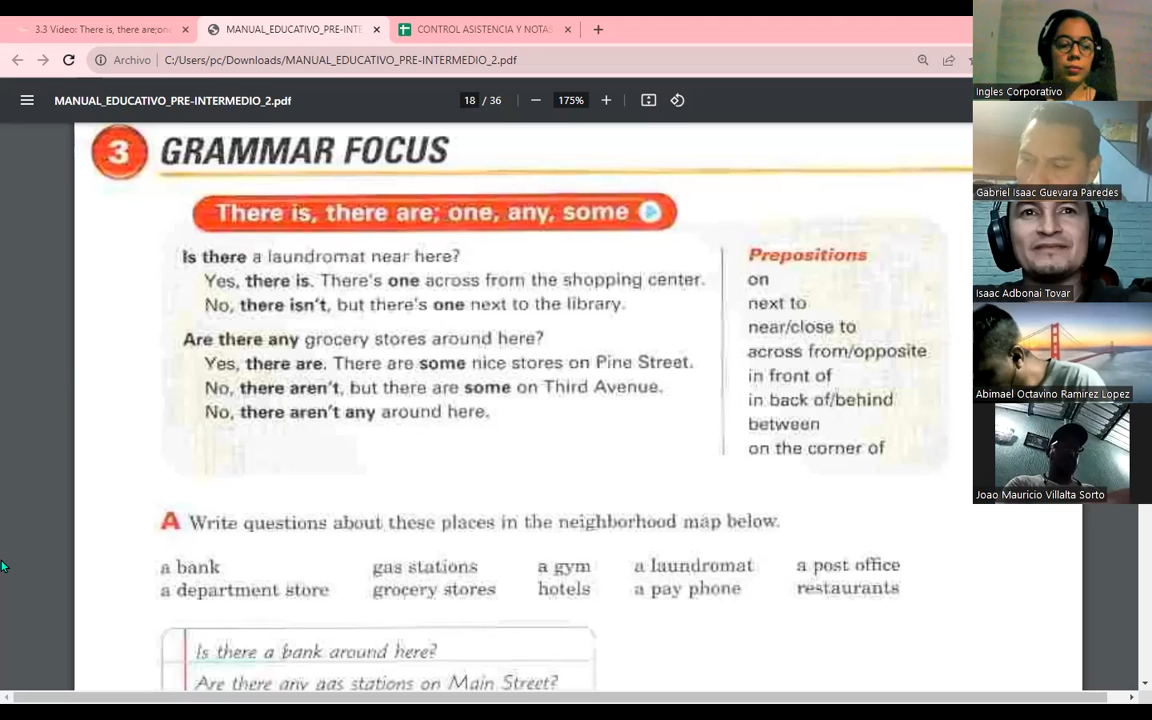 3.3 Video: There is, there are;
MANUAL_EDUCATIVO_PRE-INTE
CONTROL ASISTENCIA Y NOTAS
Archivo
C:/Users/pc/Downloads/MANUAL_EDUCATIVO_PRE-INTERMEDIO_2.pdf
MANUAL_EDUCATIVO_PRE-INTERMEDIO_2.pdf
18 / 36
175%
3 GRAMMAR FOCUS
There is, there are; one, any, some
Is there a laundromat near here?
Yes, there is. There's one across from the shopping center.
No, there isn't, but there's one next to the library.
Are there any grocery stores around here?
Yes, there are. There are some nice stores on Pine Street.
No, there aren't, but there are some on Third Avenue.
No, there aren't any around here.
Prepositions
on
next to
near/close to
across from/opposite
in front of
in back of/behind
between
on the corner of
A Write questions about these places in the neighborhood map below.
a bank gas stations a gym a laundromat a post office
a department store grocery stores hotels a pay phone restaurants
Is there a bank around here?
Are there any gas stations on Main Street?
Ingles Corporativo
Gabriel Isaac Guevara Paredes
Isaac Adbonai Tovar
Abimael Octavino Ramirez Lopez
Joao Mauricio Villalta Sorto